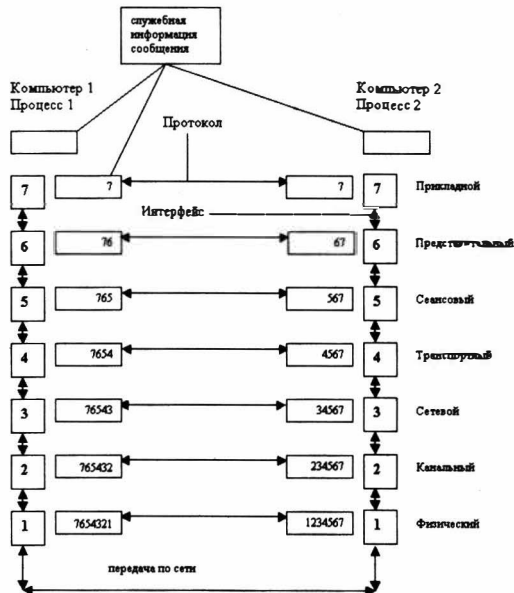 служебная
информация
сообщения
Компьютер 1
Процесс 1
Компьютер 2
Процесс 2
Протокол
7 7 7 7 Прикладной
Интерфейс
6 76 67 6 Представительный
5 765 567 5 Сеансовый
4 7654 4567 4 Транспортный
3 76543 34567 3 Сетевой
2 765432 234567 2 Канальный
1 7654321 1234567 1 Физический
передача по сети